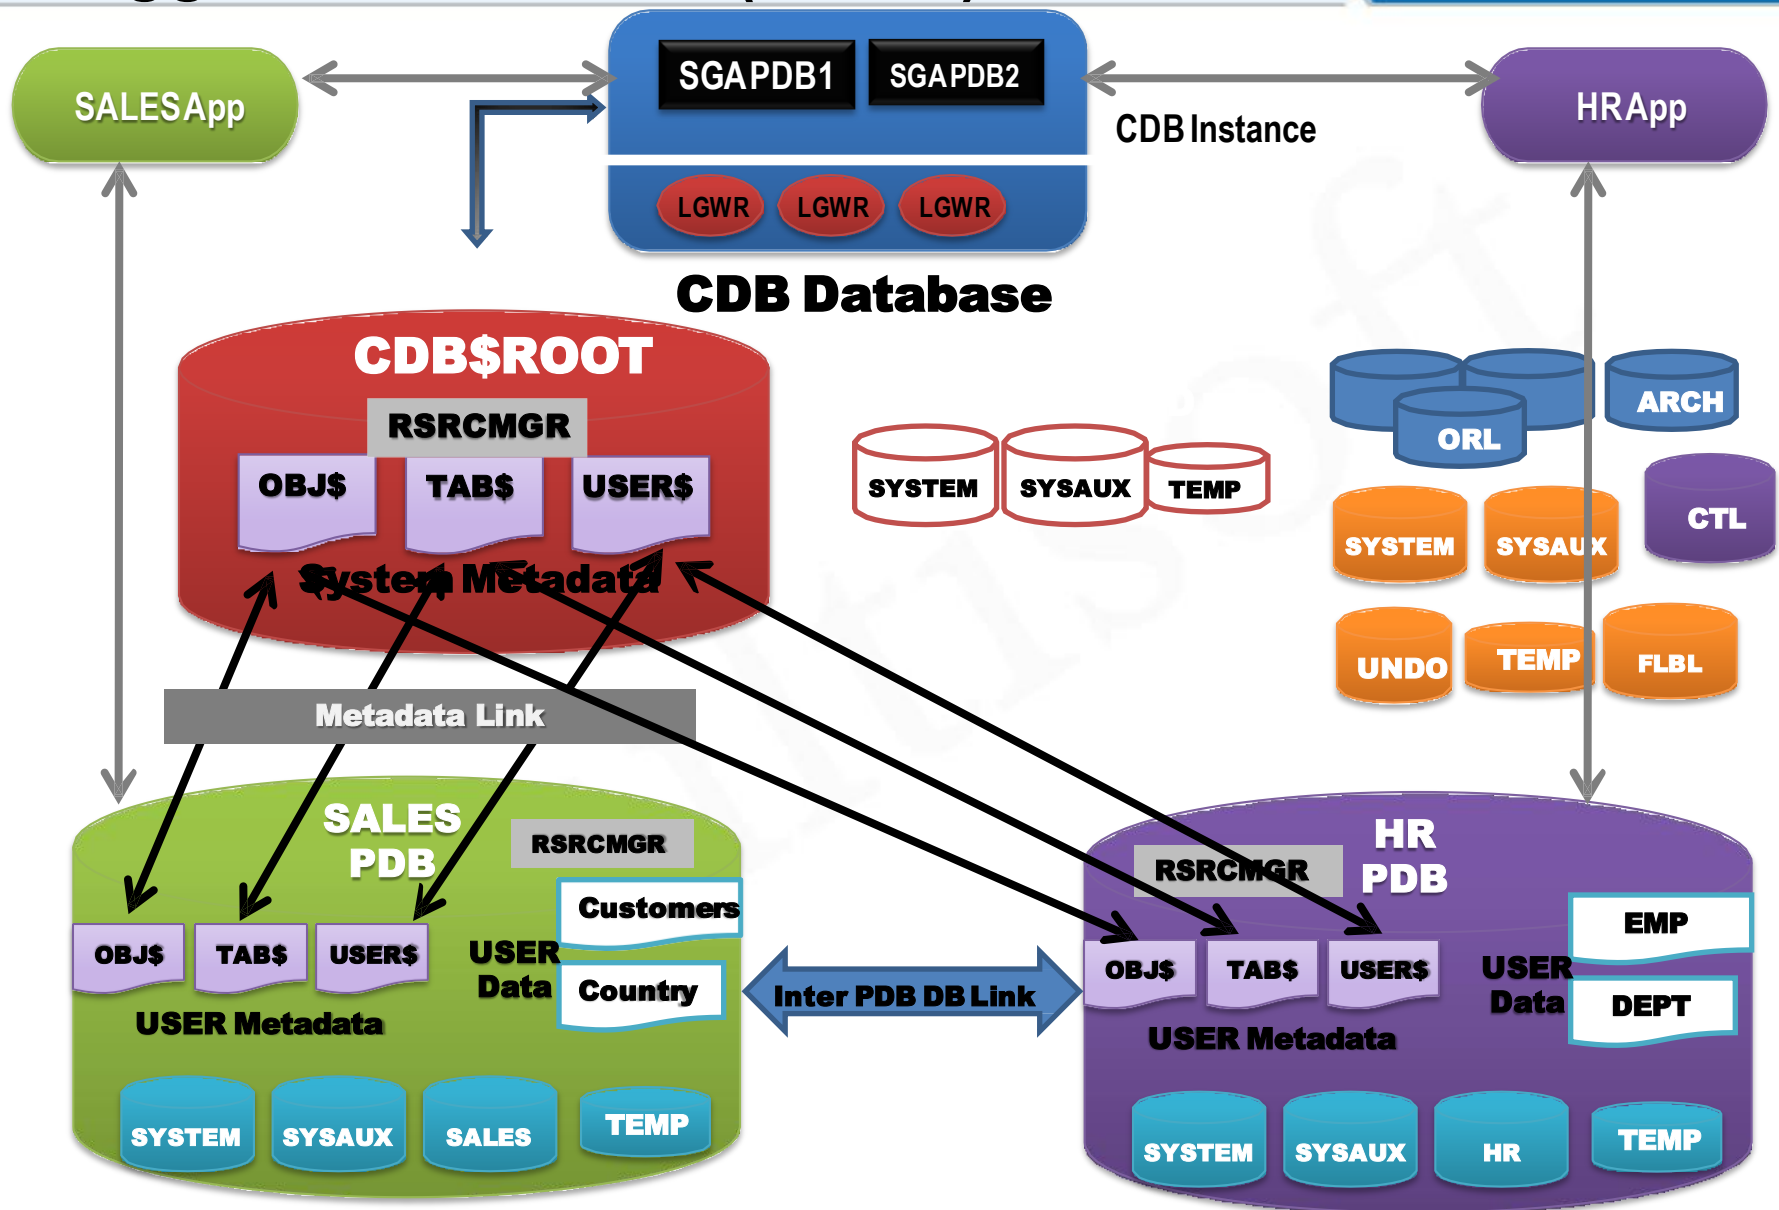 SALESApp
SGAPDB1
SGAPDB2
HRApp
CDB Instance
LGWR
LGWR
LGWR
CDB Database
CDB$ROOT
RSRCMGR
OBJ$
TAB$
USER$
System Metadata
SYSTEM
SYSAUX
TEMP
ORL
ARCH
CTL
SYSTEM
SYSAUX
UNDO
TEMP
FLBL
Metadata Link
SALES
PDB
RSRCMGR
Customers
OBJ$
TAB$
USER$
USER
Data
Country
USER Metadata
SYSTEM
SYSAUX
SALES
TEMP
Inter PDB DB Link
HR
PDB
RSRCMGR
EMP
OBJ$
TAB$
USER$
USER
Data
DEPT
USER Metadata
SYSTEM
SYSAUX
HR
TEMP